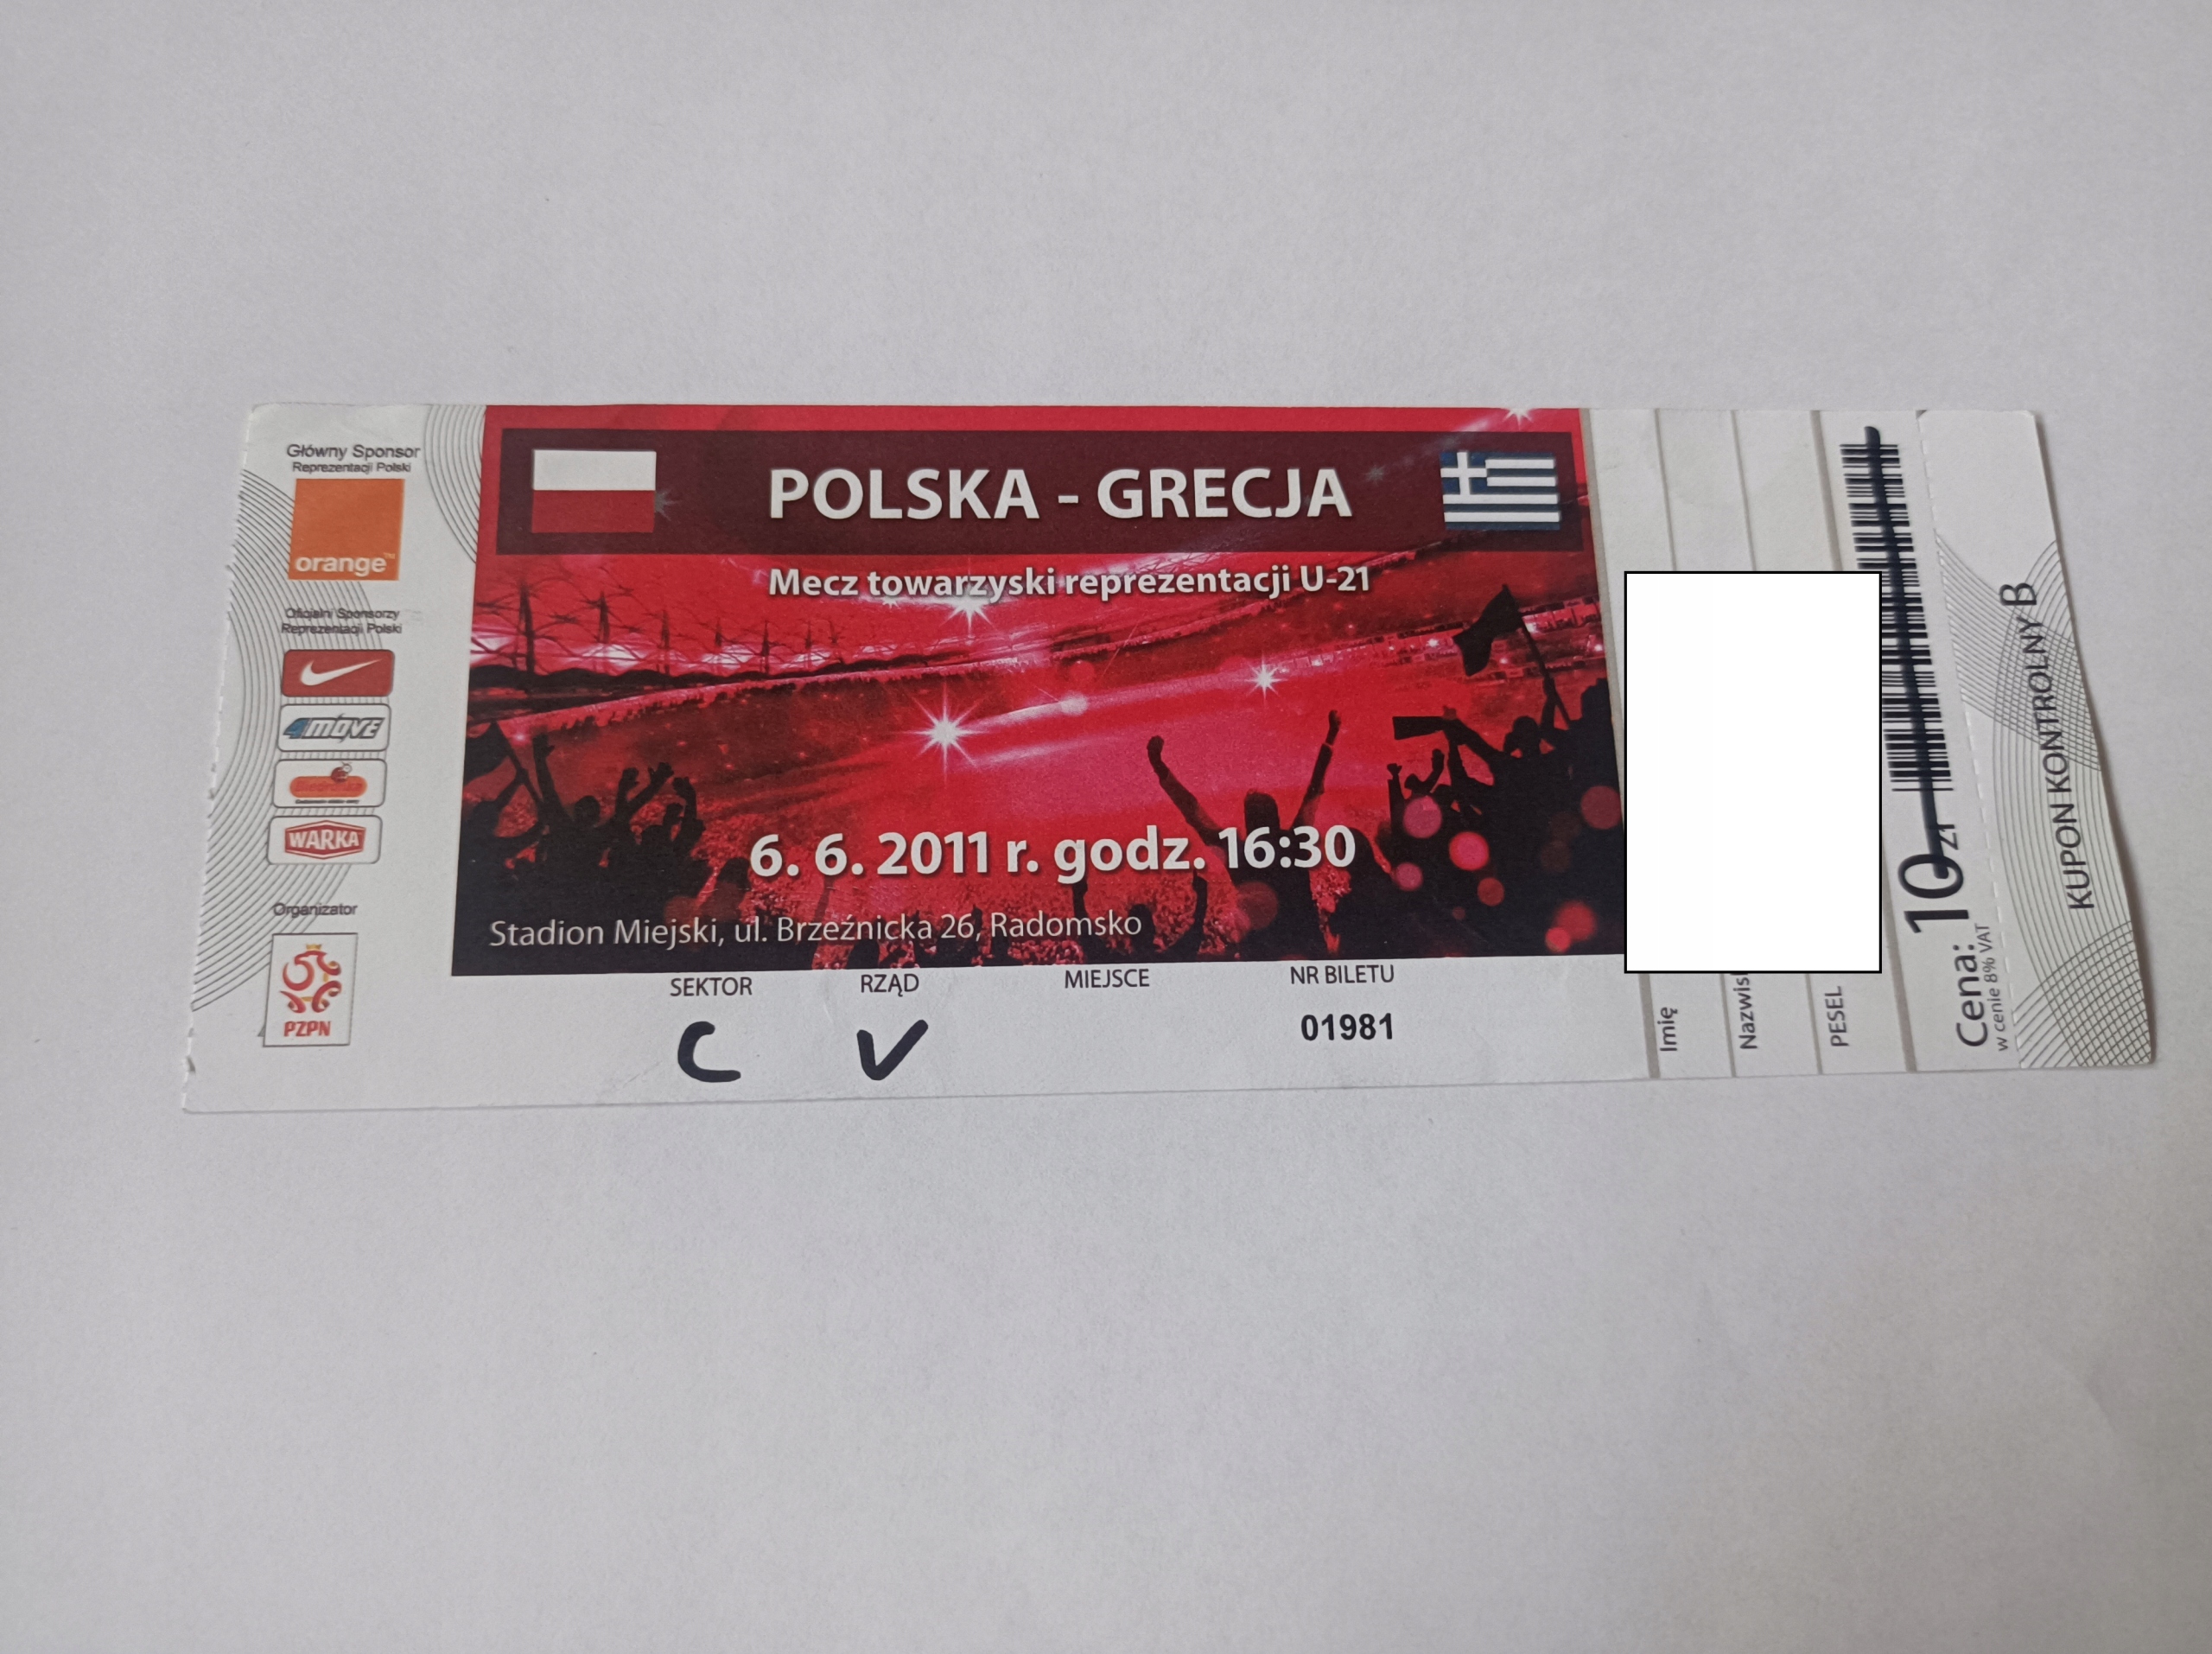 Główny Sponsor
Reprezentacji Polski
orange™
Oficjalni Sponsorzy
Reprezentacji Polski
4MOVE
WARKA
Organizator
PZPN
POLSKA - GRECJA
Mecz towarzyski reprezentacji U-21
6. 6. 2011 r. godz. 16:30
Stadion Miejski, ul. Brzeźnicka 26, Radomsko
SEKTOR RZĄD MIEJSCE NR BILETU
C V 01981
Imię
PESEL
Cena: 10 zł
w cenie 8% VAT
KUPON KONTROLNY B